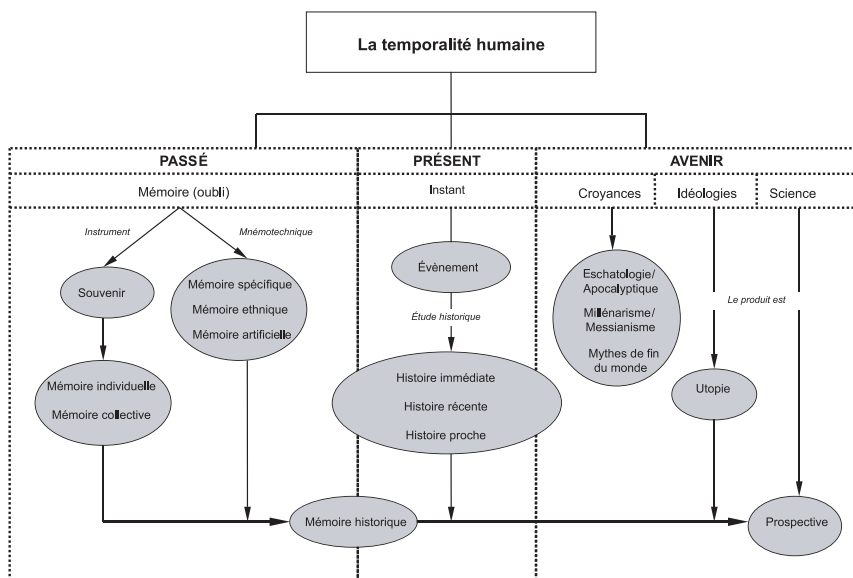 La temporalité humaine
PASSÉ
PRÉSENT
AVENIR
Mémoire (oubli)
Instant
Croyances
Idéologies
Science
Instrument
Mnémotechnique
Souvenir
Mémoire spécifique
Mémoire ethnique
Mémoire artificielle
Mémoire individuelle
Mémoire collective
Évènement
Étude historique
Histoire immédiate
Histoire récente
Histoire proche
Eschatologie/
Apocalyptique
Millénarisme/
Messianisme
Mythes de fin
du monde
Le produit est
Utopie
Mémoire historique
Prospective